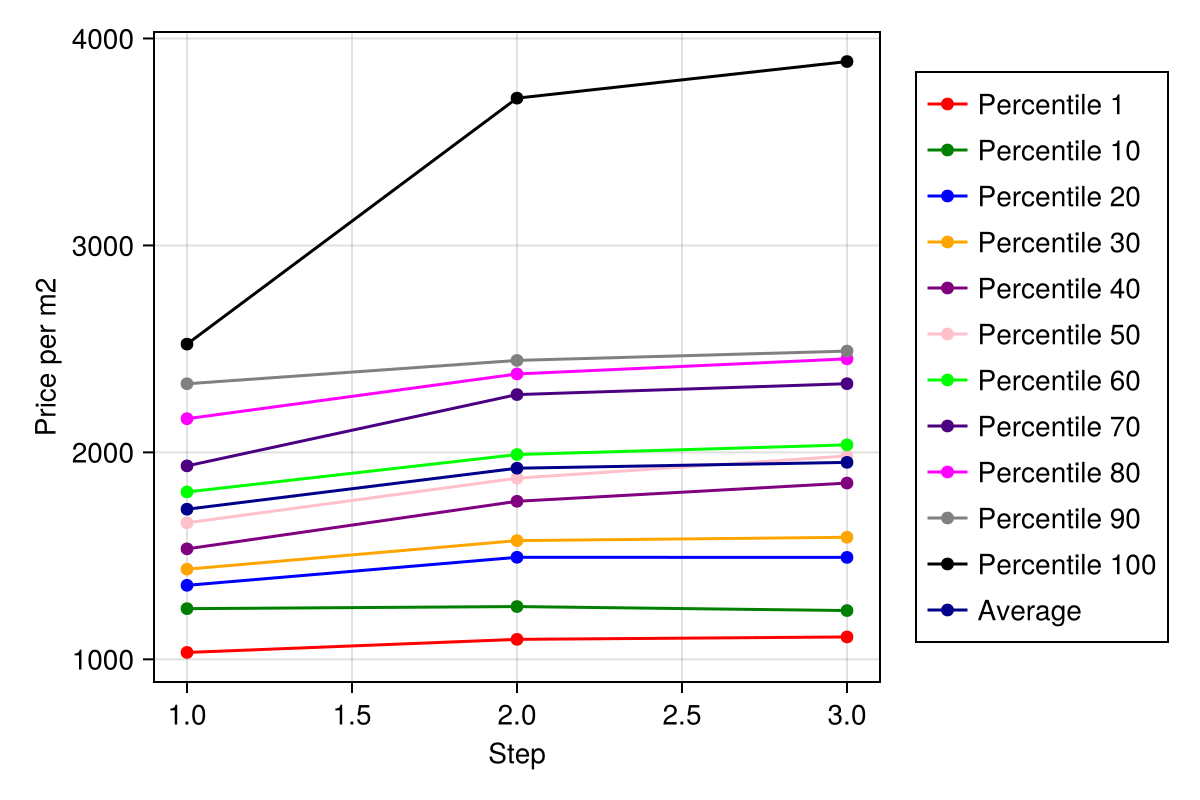 4000
3000
2000
1000
Price per m2
1.0
1.5
2.0
2.5
3.0
Step
Percentile 1
Percentile 10
Percentile 20
Percentile 30
Percentile 40
Percentile 50
Percentile 60
Percentile 70
Percentile 80
Percentile 90
Percentile 100
Average